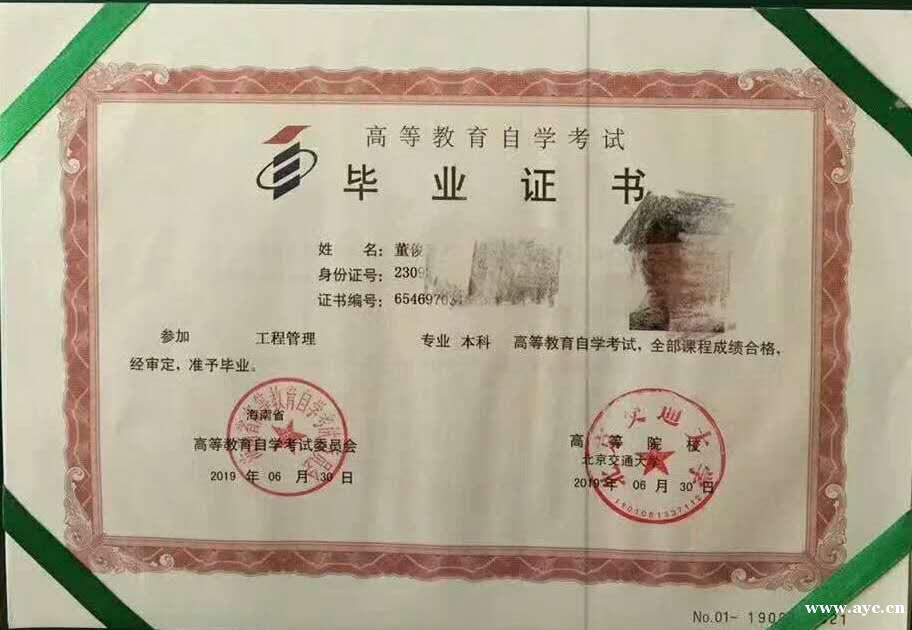 高等教育自学考试
毕业证书
姓 名：董俊
身份证号：2309
证书编号：65469763
参加 工程管理 专业 本科 高等教育自学考试，全部课程成绩合格，
经审定，准予毕业。
海南省
高等教育自学考试委员会
2019 年 06 月 30 日
高 等 院 校
北京交通大学
2019 年 06 月 30 日
No.01-190
www.ayc.cn